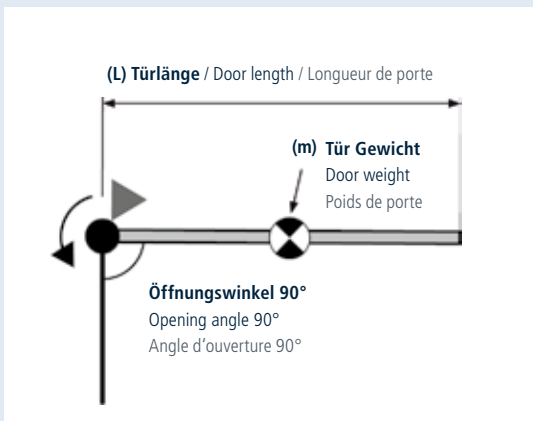 (L) Türlänge / Door length / Longueur de porte
(m) Tür Gewicht
Door weight
Poids de porte
Öffnungswinkel 90°
Opening angle 90°
Angle d‘ouverture 90°